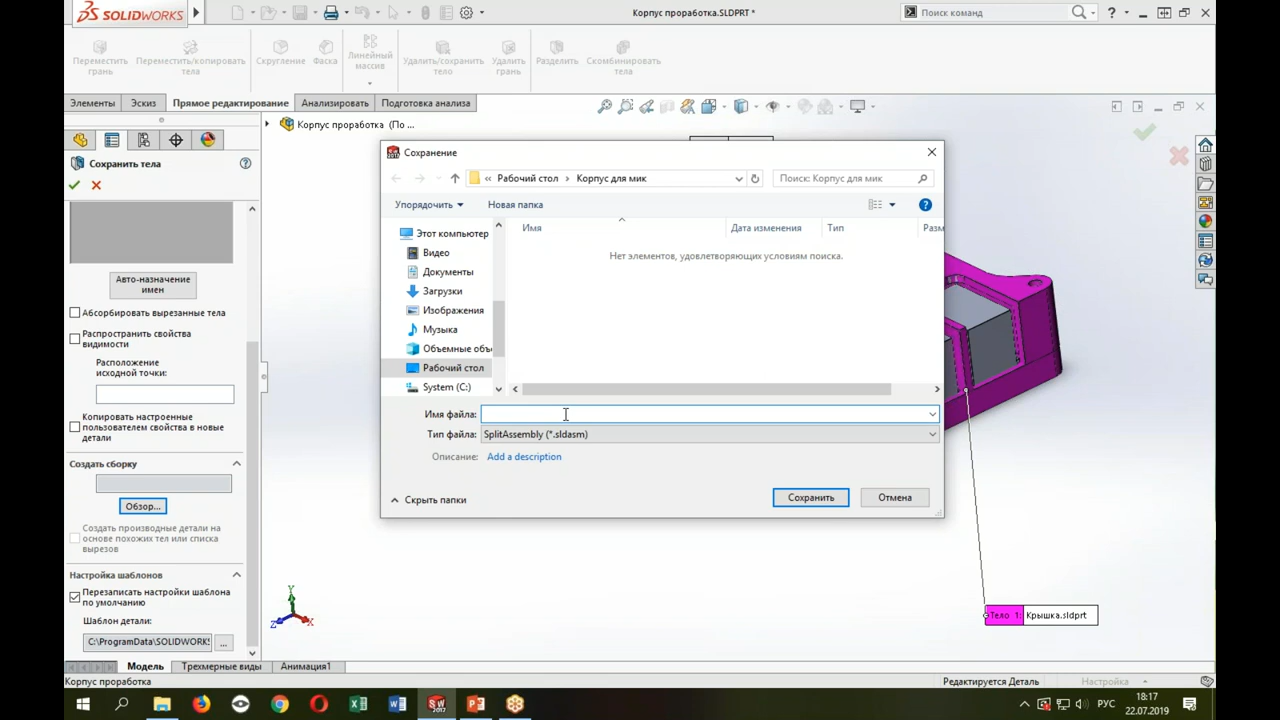 SOLIDWORKS
Корпус проработка.SLDPRT *
Поиск команд
Переместить грань
Переместить/копировать тела
Скругление
Фаска
Линейный массив
Удалить/сохранить тело
Удалить грань
Разделить
Скомбинировать тела
Элементы
Эскиз
Прямое редактирование
Анализировать
Подготовка анализа
Корпус проработка (По ...
Сохранить тела
Авто-назначение
имен
Абсорбировать вырезанные тела
Распространить свойства
видимости
Расположение
исходной точки:
Копировать настроенные
пользователем свойства в новые
детали
Создать сборку
Обзор...
Создать производные детали на
основе похожих тел или списка
вырезов
Настройка шаблонов
Перезаписать настройки шаблона
по умолчанию
Шаблон детали:
C:\ProgramData\SOLIDWORKS
...
Сохранение
« Рабочий стол › Корпус для мик
Поиск: Корпус для мик
Упорядочить
Новая папка
Имя
Дата изменения
Тип
Разм
Нет элементов, удовлетворяющих условиям поиска.
Этот компьютер
Видео
Документы
Загрузки
Изображения
Музыка
Объемные объ
Рабочий стол
System (C:)
Имя файла:
Тип файла:
SplitAssembly (*.sldasm)
Описание:
Add a description
Скрыть папки
Сохранить
Отмена
Тело 1:
Крышка.sldprt
Модель
Трехмерные виды
Анимация1
Корпус проработка
Редактируется Деталь
Настройка
SW
2017
РУС
18:17
22.07.2019